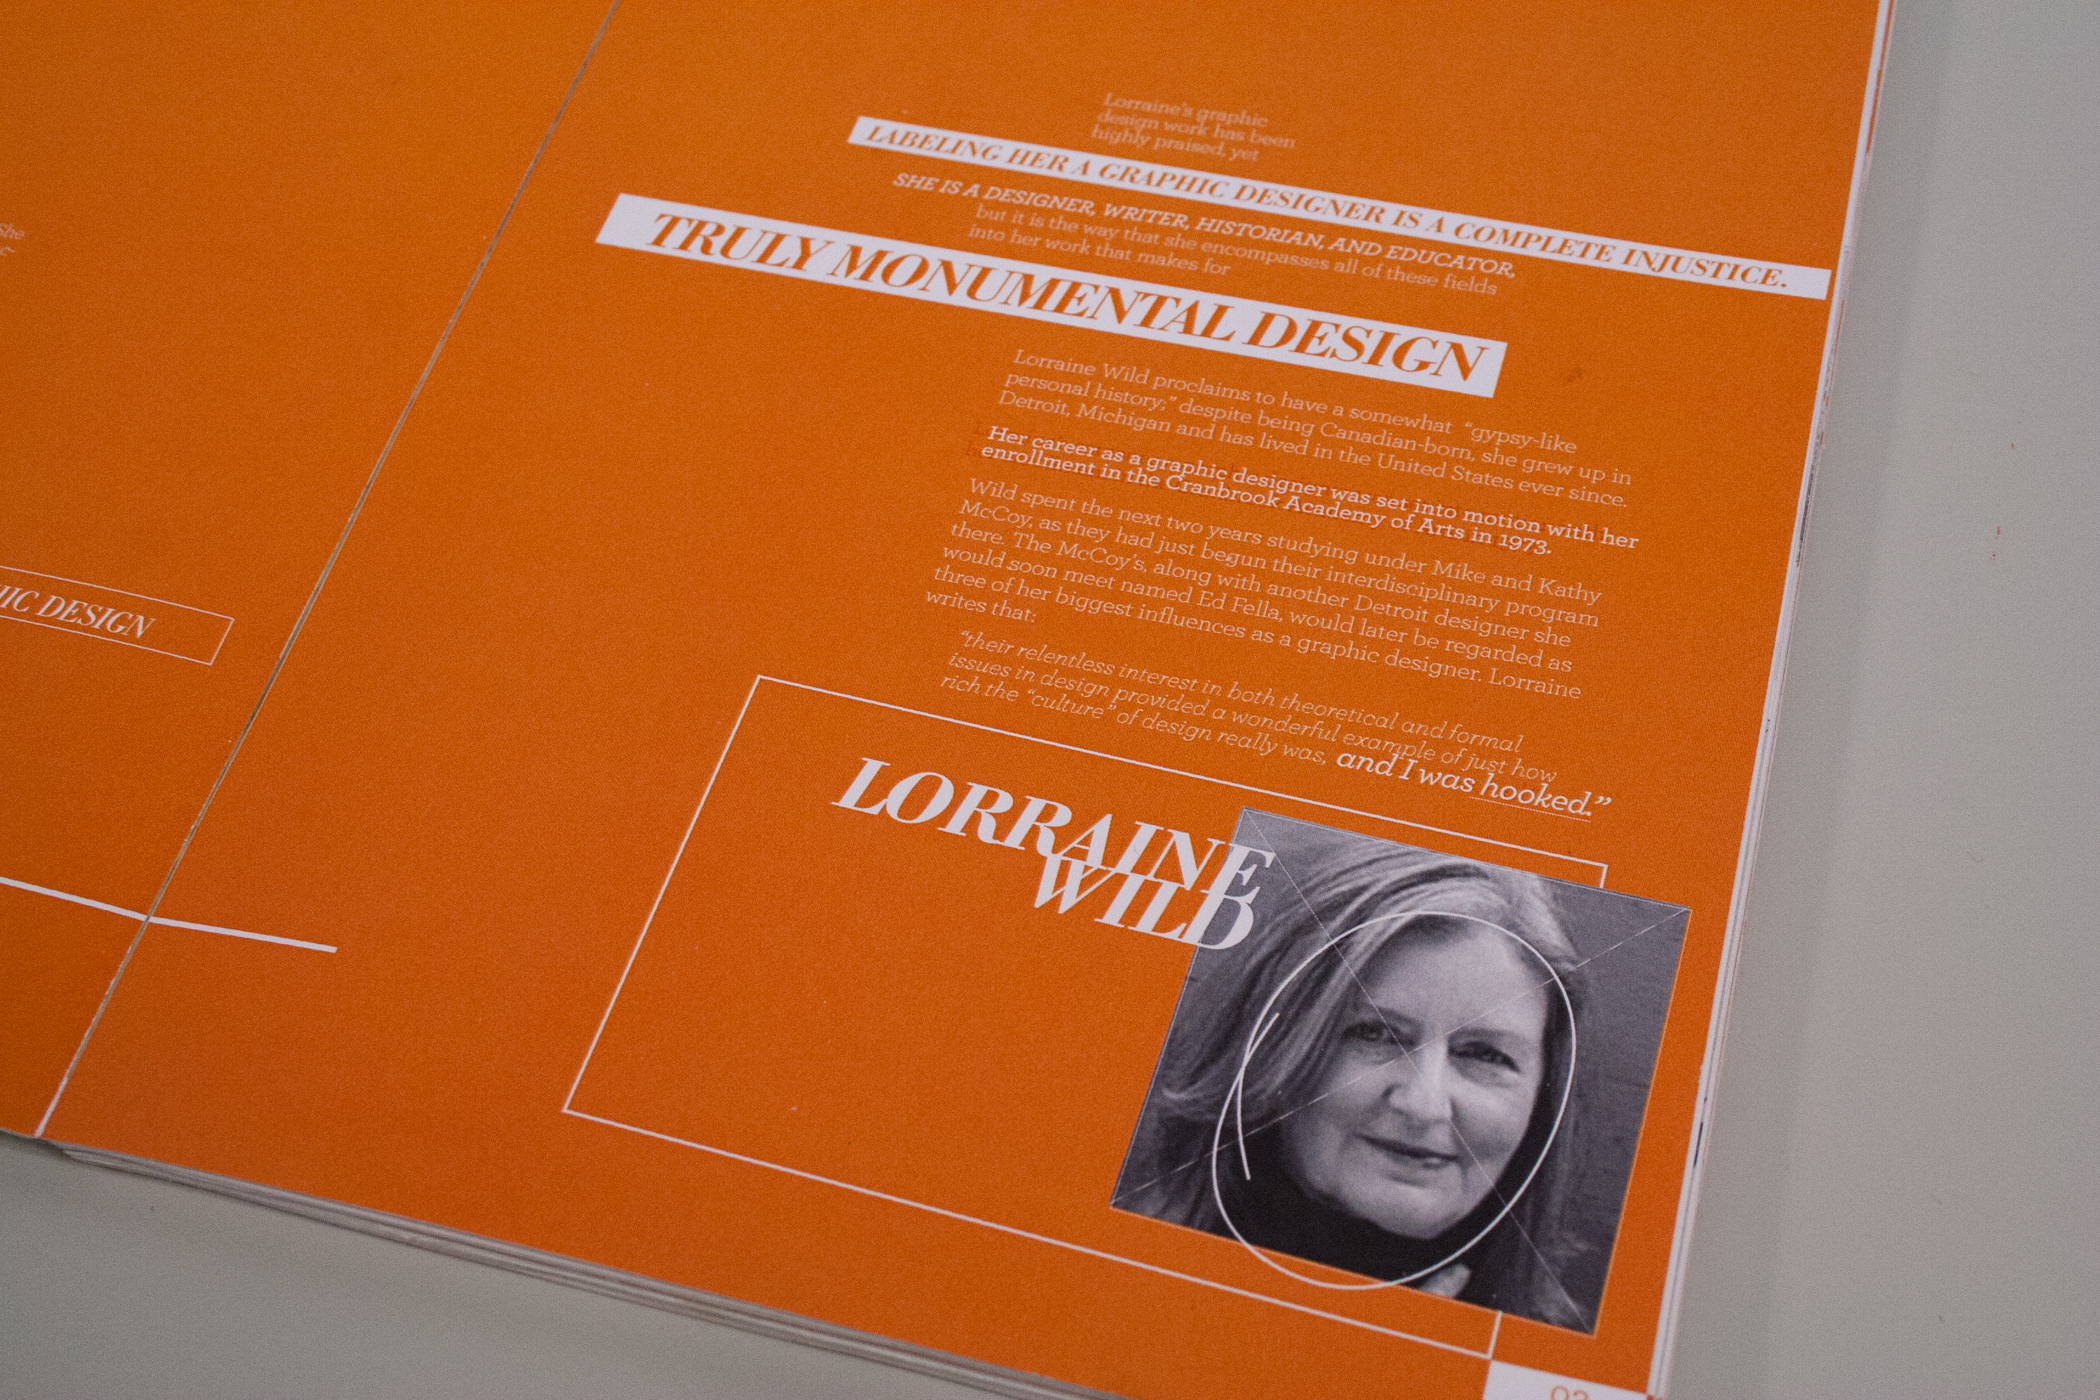 She
IC DESIGN
Lorraine's graphic
design work has been
highly praised, yet
LABELING HER A GRAPHIC DESIGNER IS A COMPLETE INJUSTICE.
SHE IS A DESIGNER, WRITER, HISTORIAN, AND EDUCATOR,
but it is the way that she encompasses all of these fields
into her work that makes for
TRULY MONUMENTAL DESIGN
Lorraine Wild proclaims to have a somewhat “gypsy-like
personal history;” despite being Canadian-born, she grew up in
Detroit, Michigan and has lived in the United States ever since.
Her career as a graphic designer was set into motion with her
enrollment in the Cranbrook Academy of Arts in 1973.
Wild spent the next two years studying under Mike and Kathy
McCoy, as they had just begun their interdisciplinary program
there. The McCoy's, along with another Detroit designer she
would soon meet named Ed Fella, would later be regarded as
three of her biggest influences as a graphic designer. Lorraine
writes that:
“their relentless interest in both theoretical and formal
issues in design provided a wonderful example of just how
rich the “culture” of design really was, and I was hooked.”
LORRAINE
WILD